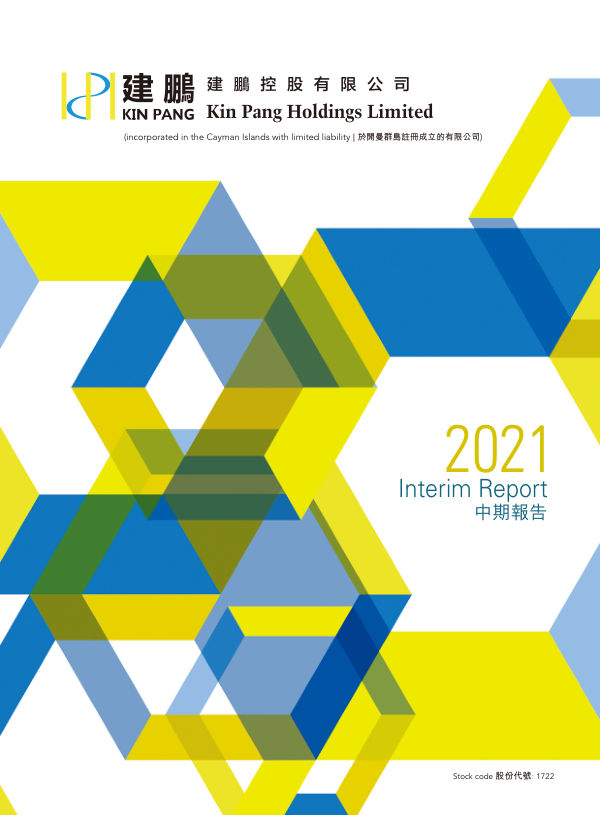 建鵬
KIN PANG
建鵬控股有限公司
Kin Pang Holdings Limited
(incorporated in the Cayman Islands with limited liability | 於開曼群島註冊成立的有限公司)
2021
Interim Report
中期報告
Stock code 股份代號: 1722